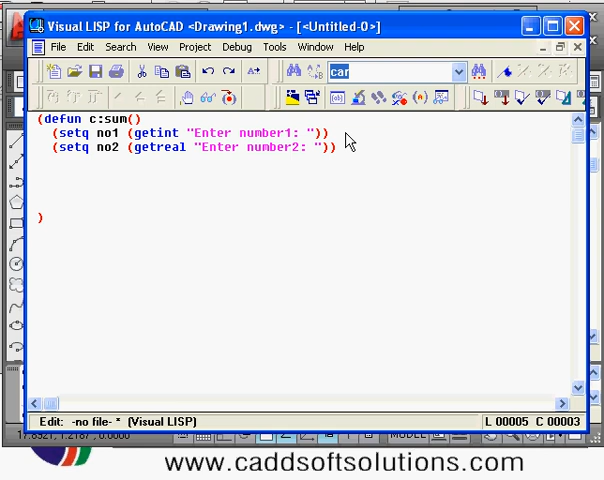 Visual LISP for AutoCAD <Drawing1.dwg> - [<Untitled-0>]
File Edit Search View Project Debug Tools Window Help
car
(defun c:sum()
(setq no1 (getint "Enter number1: "))
(setq no2 (getreal "Enter number2: "))
)
Edit: -no file- * (Visual LISP)
L 00005 C 00003
MODEL
www.caddsoftsolutions.com